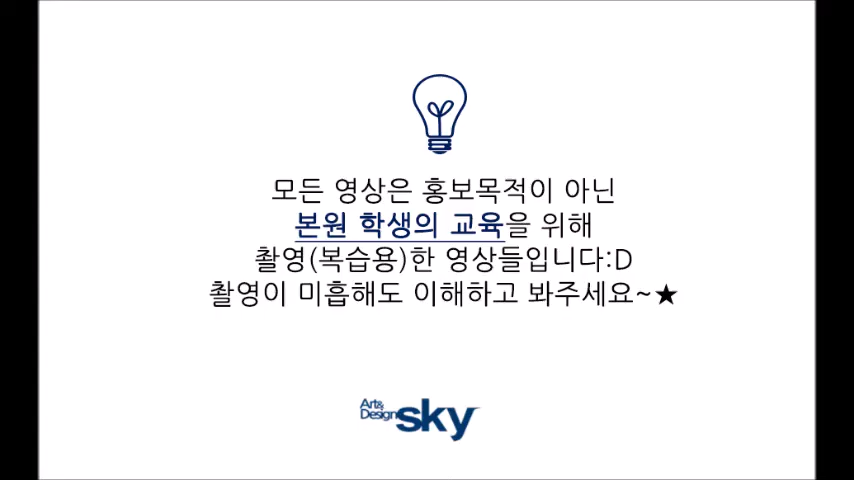 모든 영상은 홍보목적이 아닌
본원 학생의 교육을 위해
촬영(복습용)한 영상들입니다:D
촬영이 미흡해도 이해하고 봐주세요~★
Art&
Design sky